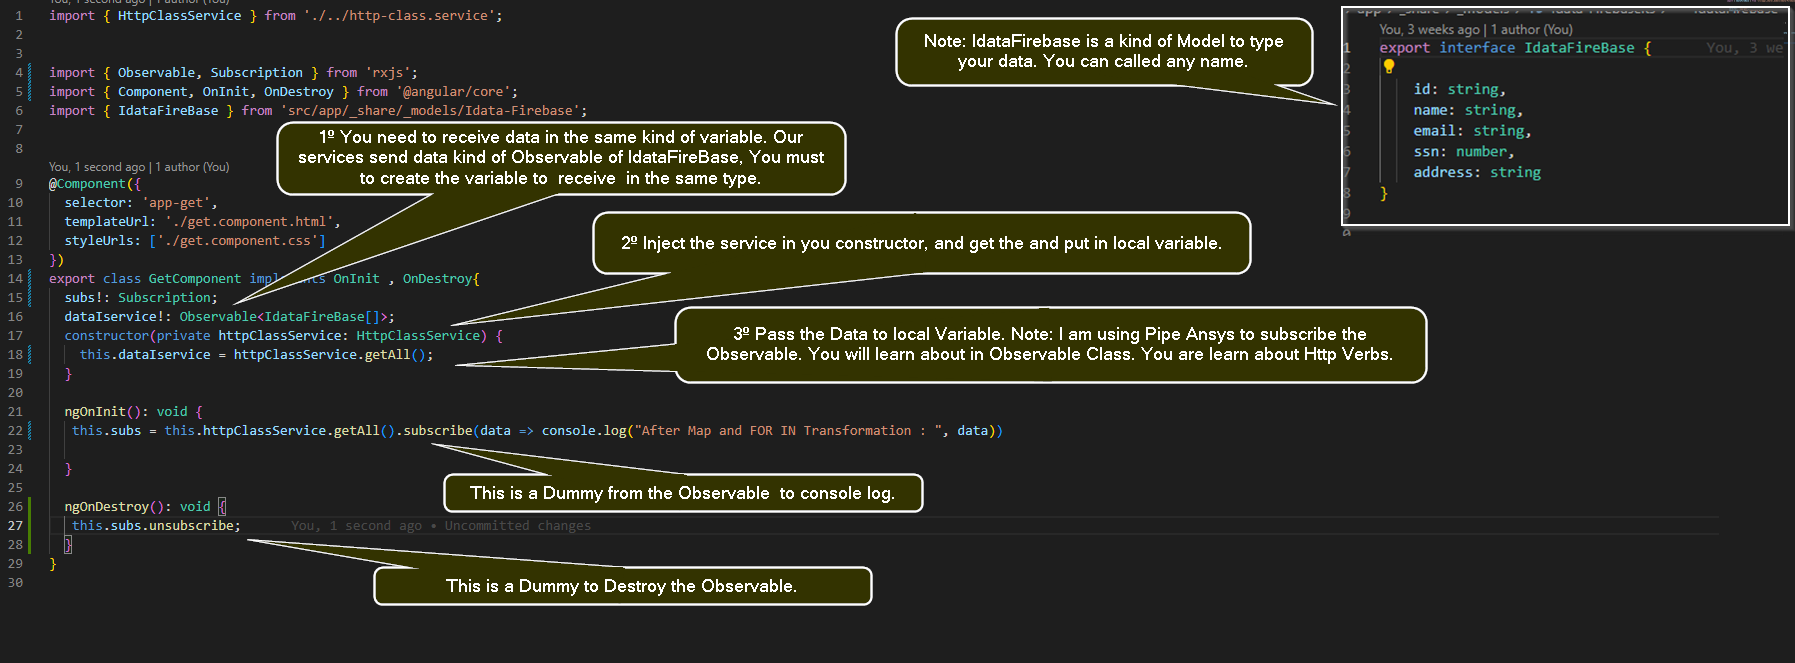 You, 1 second ago | 1 author (You)
1 import { HttpClassService } from './../http-class.service';
2
3
4 import { Observable, Subscription } from 'rxjs';
5 import { Component, OnInit, OnDestroy } from '@angular/core';
6 import { IdataFireBase } from 'src/app/_share/_models/Idata-Firebase';
7
8
You, 1 second ago | 1 author (You)
9 @Component({
10 selector: 'app-get',
11 templateUrl: './get.component.html',
12 styleUrls: ['./get.component.css']
13 })
14 export class GetComponent implements OnInit , OnDestroy{
15 subs!: Subscription;
16 dataIservice!: Observable<IdataFireBase[]>;
17 constructor(private httpClassService: HttpClassService) {
18 this.dataIservice = httpClassService.getAll();
19 }
20
21 ngOnInit(): void {
22 this.subs = this.httpClassService.getAll().subscribe(data => console.log("After Map and FOR IN Transformation : ", data))
23
24 }
25
26 ngOnDestroy(): void {
27 this.subs.unsubscribe; You, 1 second ago • Uncommitted changes
28 }
29 }
30
Note: IdataFirebase is a kind of Model to type
your data. You can called any name.
You, 3 weeks ago | 1 author (You)
1 export interface IdataFireBase { You, 3 we
2
3 id: string,
4 name: string,
5 email: string,
6 ssn: number,
7 address: string
8 }
9
1º You need to receive data in the same kind of variable. Our
services send data kind of Observable of IdataFireBase, You must
to create the variable to receive in the same type.
2º Inject the service in you constructor, and get the and put in local variable.
3º Pass the Data to local Variable. Note: I am using Pipe Ansys to subscribe the
Observable. You will learn about in Observable Class. You are learn about Http Verbs.
This is a Dummy from the Observable to console log.
This is a Dummy to Destroy the Observable.